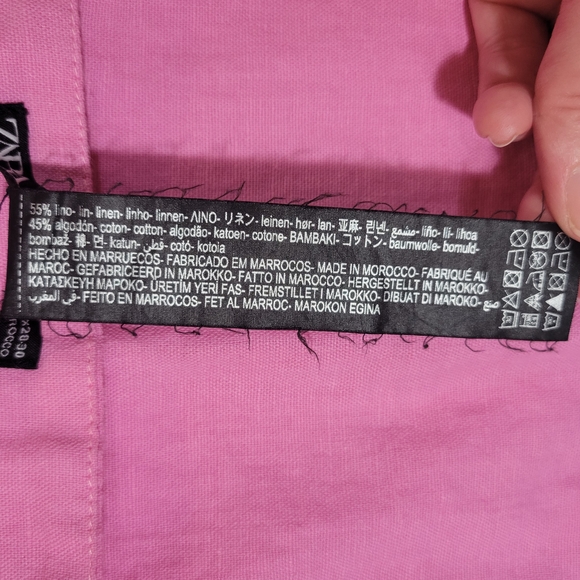 55% lino- lin- linen- linho- linnen- ΛΙΝΟ- リネン- leinen- hør- lan- 亚麻- 린넨- مشمع- liño- lli- lihoa
45% algodón- coton- cotton- algodão- katoen- cotone- ΒΑΜΒΑΚΙ- コットン- baumwolle- bomuld-
bombaž- 棉- 면- katun- قطن- cotó- kotoia
HECHO EN MARRUECOS- FABRICADO EM MARROCOS- MADE IN MOROCCO- FABRIQUÉ AU
MAROC- GEFABRICEERD IN MAROKKO- FATTO IN MAROCCO- HERGESTELLT IN MAROKKO-
ΚΑΤΑΣΚΕΥΗ ΜΑΡΟΚΟ- ÜRETİM YERİ FAS- FREMSTILLET I MAROKKO- DIBUAT DI MAROKO- صنع
في المغرب- FEITO EN MARROCOS- FET AL MARROC- MAROKON EGINA